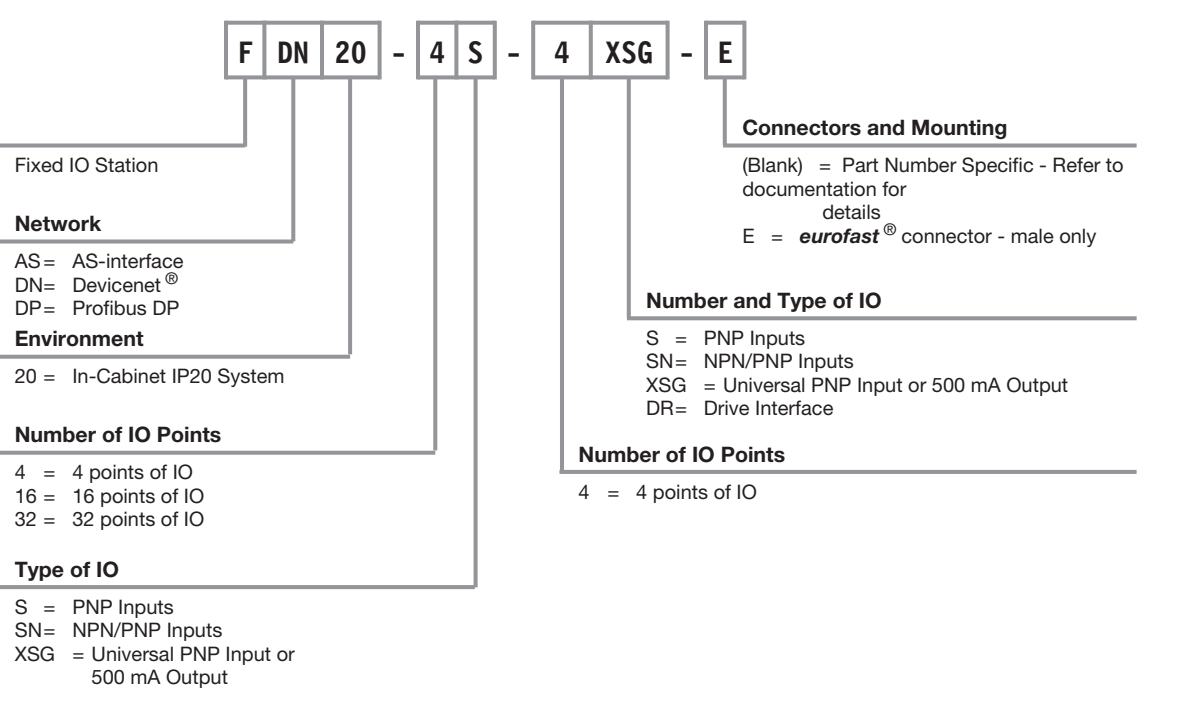 F DN 20 - 4 S - 4 XSG - E
Fixed IO Station
Network
AS= AS-interface
DN= Devicenet ®
DP= Profibus DP
Environment
20 = In-Cabinet IP20 System
Number of IO Points
4 = 4 points of IO
16 = 16 points of IO
32 = 32 points of IO
Type of IO
S = PNP Inputs
SN= NPN/PNP Inputs
XSG = Universal PNP Input or
500 mA Output
Connectors and Mounting
(Blank) = Part Number Specific - Refer to
documentation for
details
E = eurofast ® connector - male only
Number and Type of IO
S = PNP Inputs
SN= NPN/PNP Inputs
XSG = Universal PNP Input or 500 mA Output
DR= Drive Interface
Number of IO Points
4 = 4 points of IO